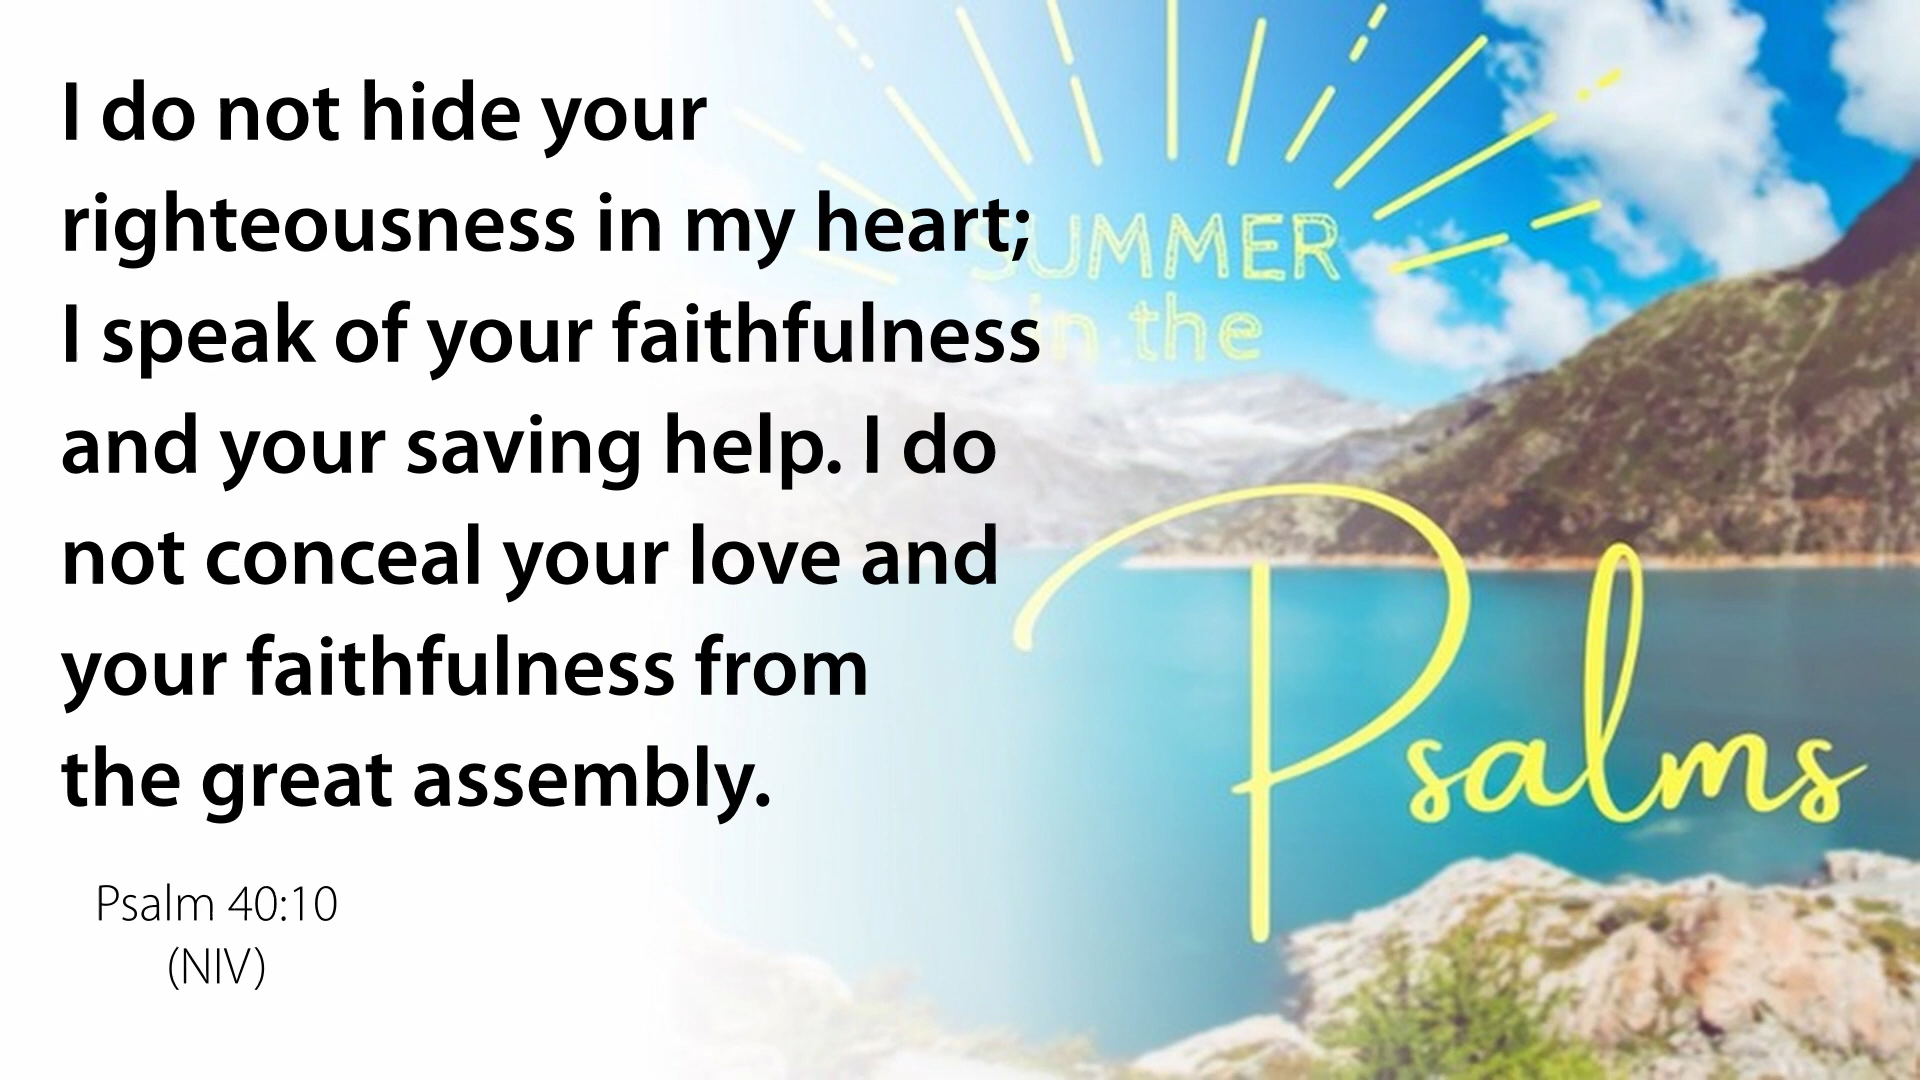 I do not hide your
righteousness in my heart;
I speak of your faithfulness
and your saving help. I do
not conceal your love and
your faithfulness from
the great assembly.
Psalm 40:10
(NIV)
SUMMER
in the
Psalms